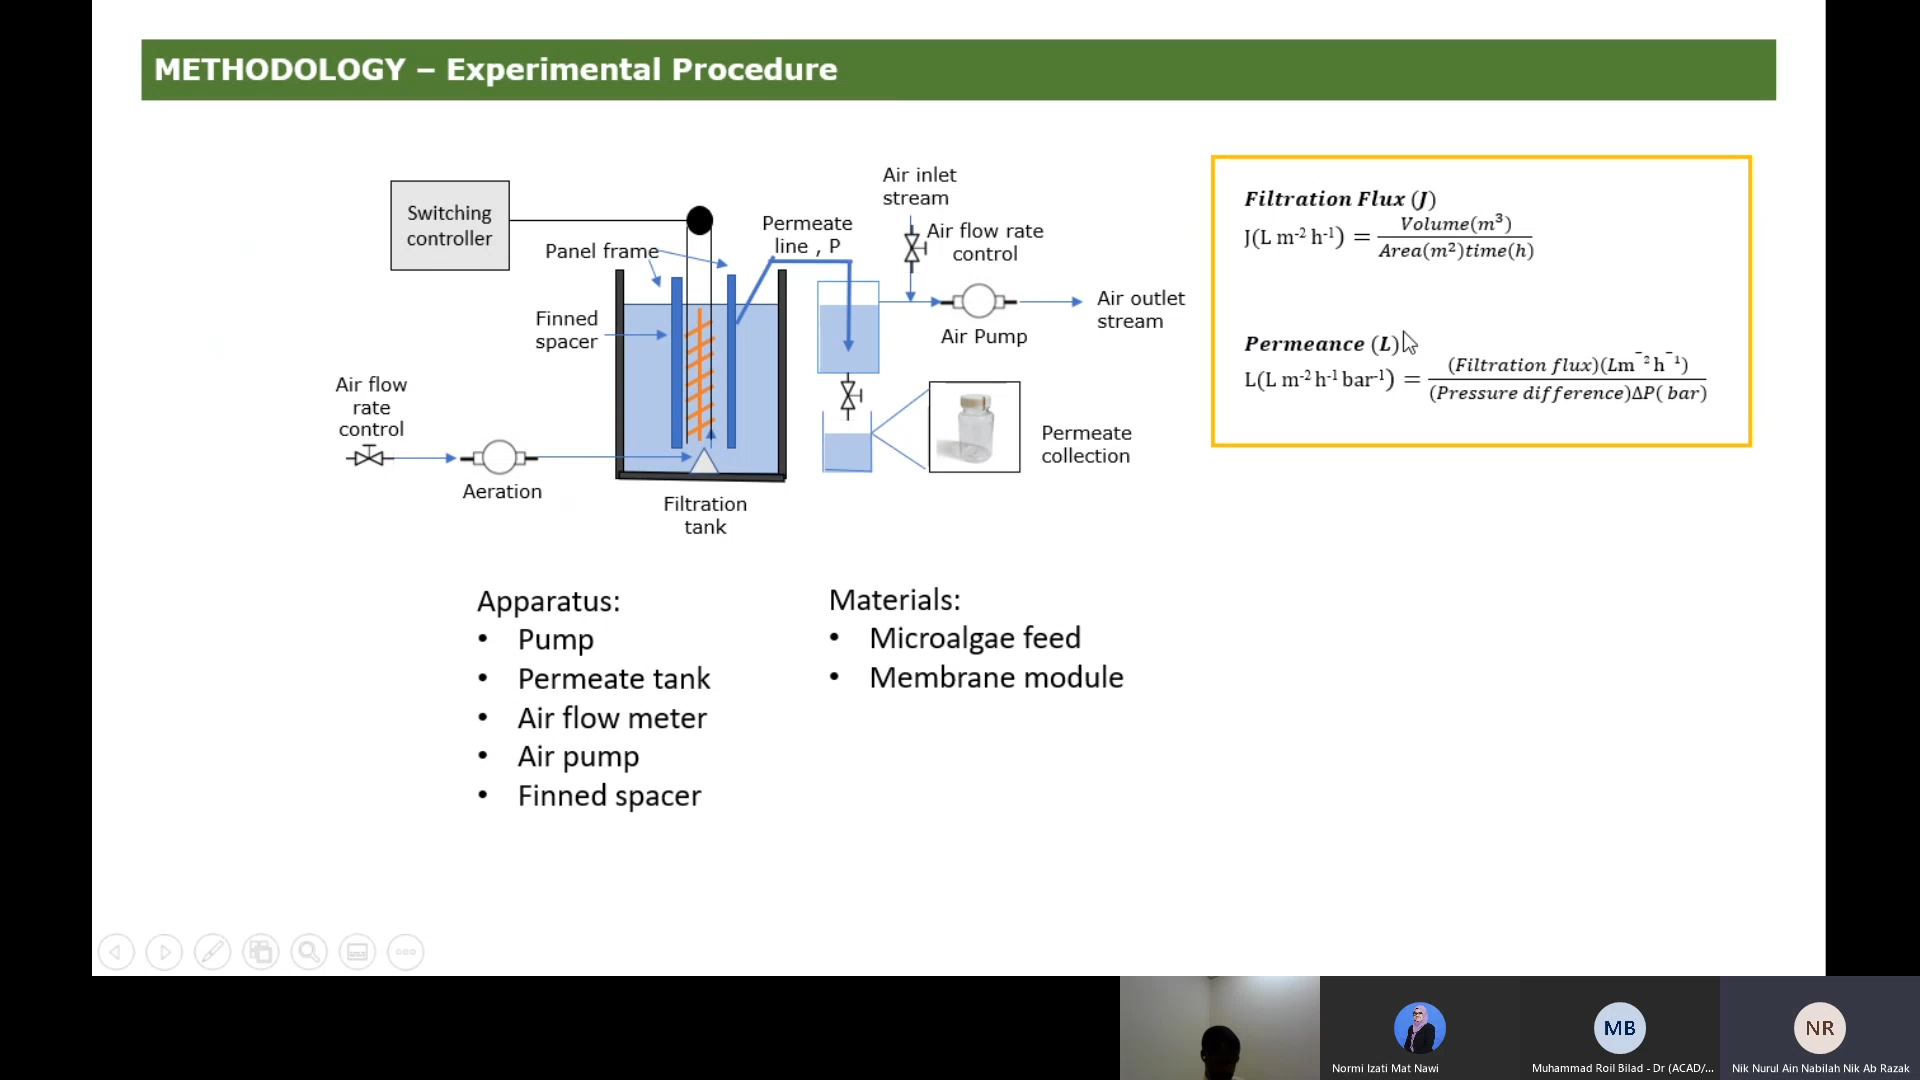 METHODOLOGY – Experimental Procedure
Switching
controller
Panel frame
Finned
spacer
Air flow
rate
control
Aeration
Filtration
tank
Permeate
line , P
Air inlet
stream
Air flow rate
control
Air Pump
Air outlet
stream
Permeate
collection
Filtration Flux (J)
J(L m⁻² h⁻¹) = Volume(m³) / Area(m²)time(h)
Permeance (L)
L(L m⁻² h⁻¹ bar⁻¹) = (Filtration flux)(Lm⁻² h⁻¹) / (Pressure difference)ΔP( bar)
Apparatus:
• Pump
• Permeate tank
• Air flow meter
• Air pump
• Finned spacer
Materials:
• Microalgae feed
• Membrane module
MB
NR
Normi Izati Mat Nawi
Muhammad Roil Bilad - Dr (ACAD/...
Nik Nurul Ain Nabilah Nik Ab Razak